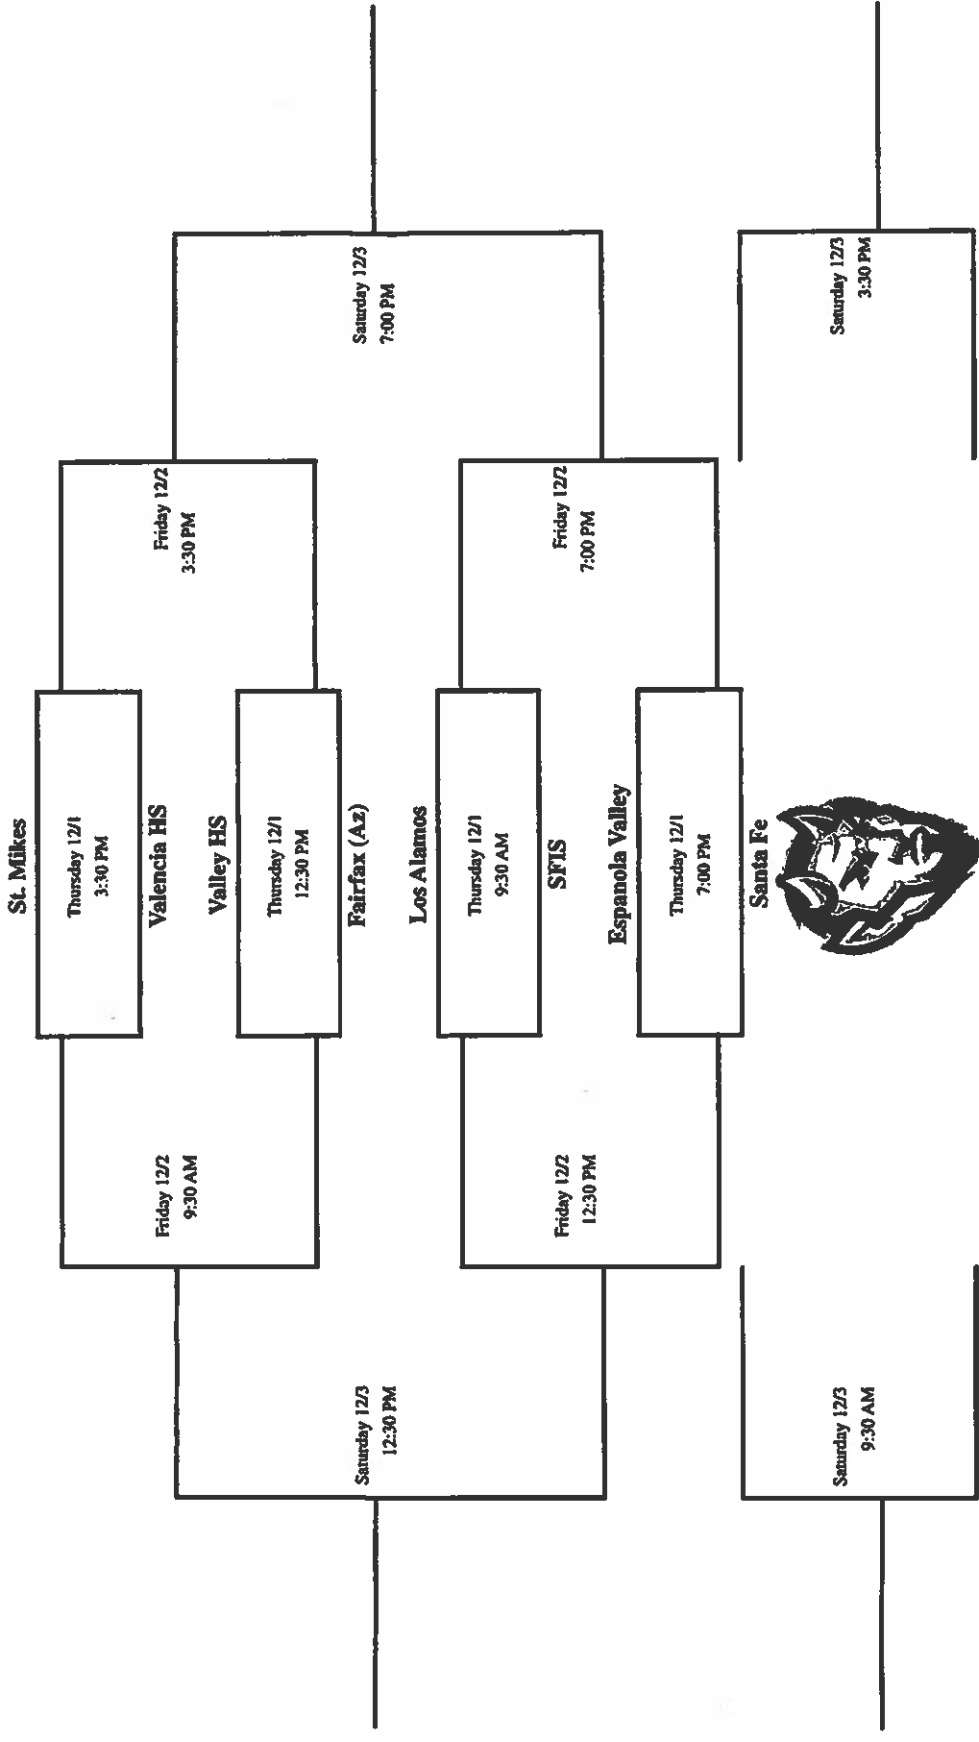 St. Mikes
Thursday 12/1
3:30 PM
Valencia HS
Valley HS
Thursday 12/1
12:30 PM
Fairfax (Az)
Los Alamos
Thursday 12/1
9:30 AM
SFIS
Espanola Valley
Thursday 12/1
7:00 PM
Santa Fe
Friday 12/2
9:30 AM
Friday 12/2
12:30 PM
Friday 12/2
3:30 PM
Friday 12/2
7:00 PM
Saturday 12/3
12:30 PM
Saturday 12/3
9:30 AM
Saturday 12/3
7:00 PM
Saturday 12/3
3:30 PM